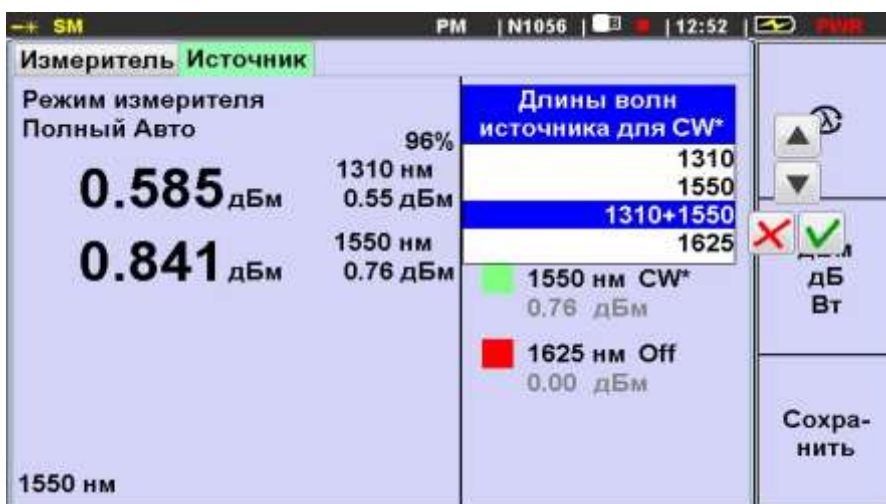 SM PM | N1056 | | 12:52 | PWR
Измеритель Источник
Режим измерителя
Полный Авто
96%
0.585 дБм
1310 нм
0.55 дБм
0.841 дБм
1550 нм
0.76 дБм
1550 нм
Длины волн
источника для CW*
1310
1550
1310+1550
1625
1550 нм CW*
0.76 дБм
1625 нм Off
0.00 дБм
λ
дБ
Вт
Сохра-
нить